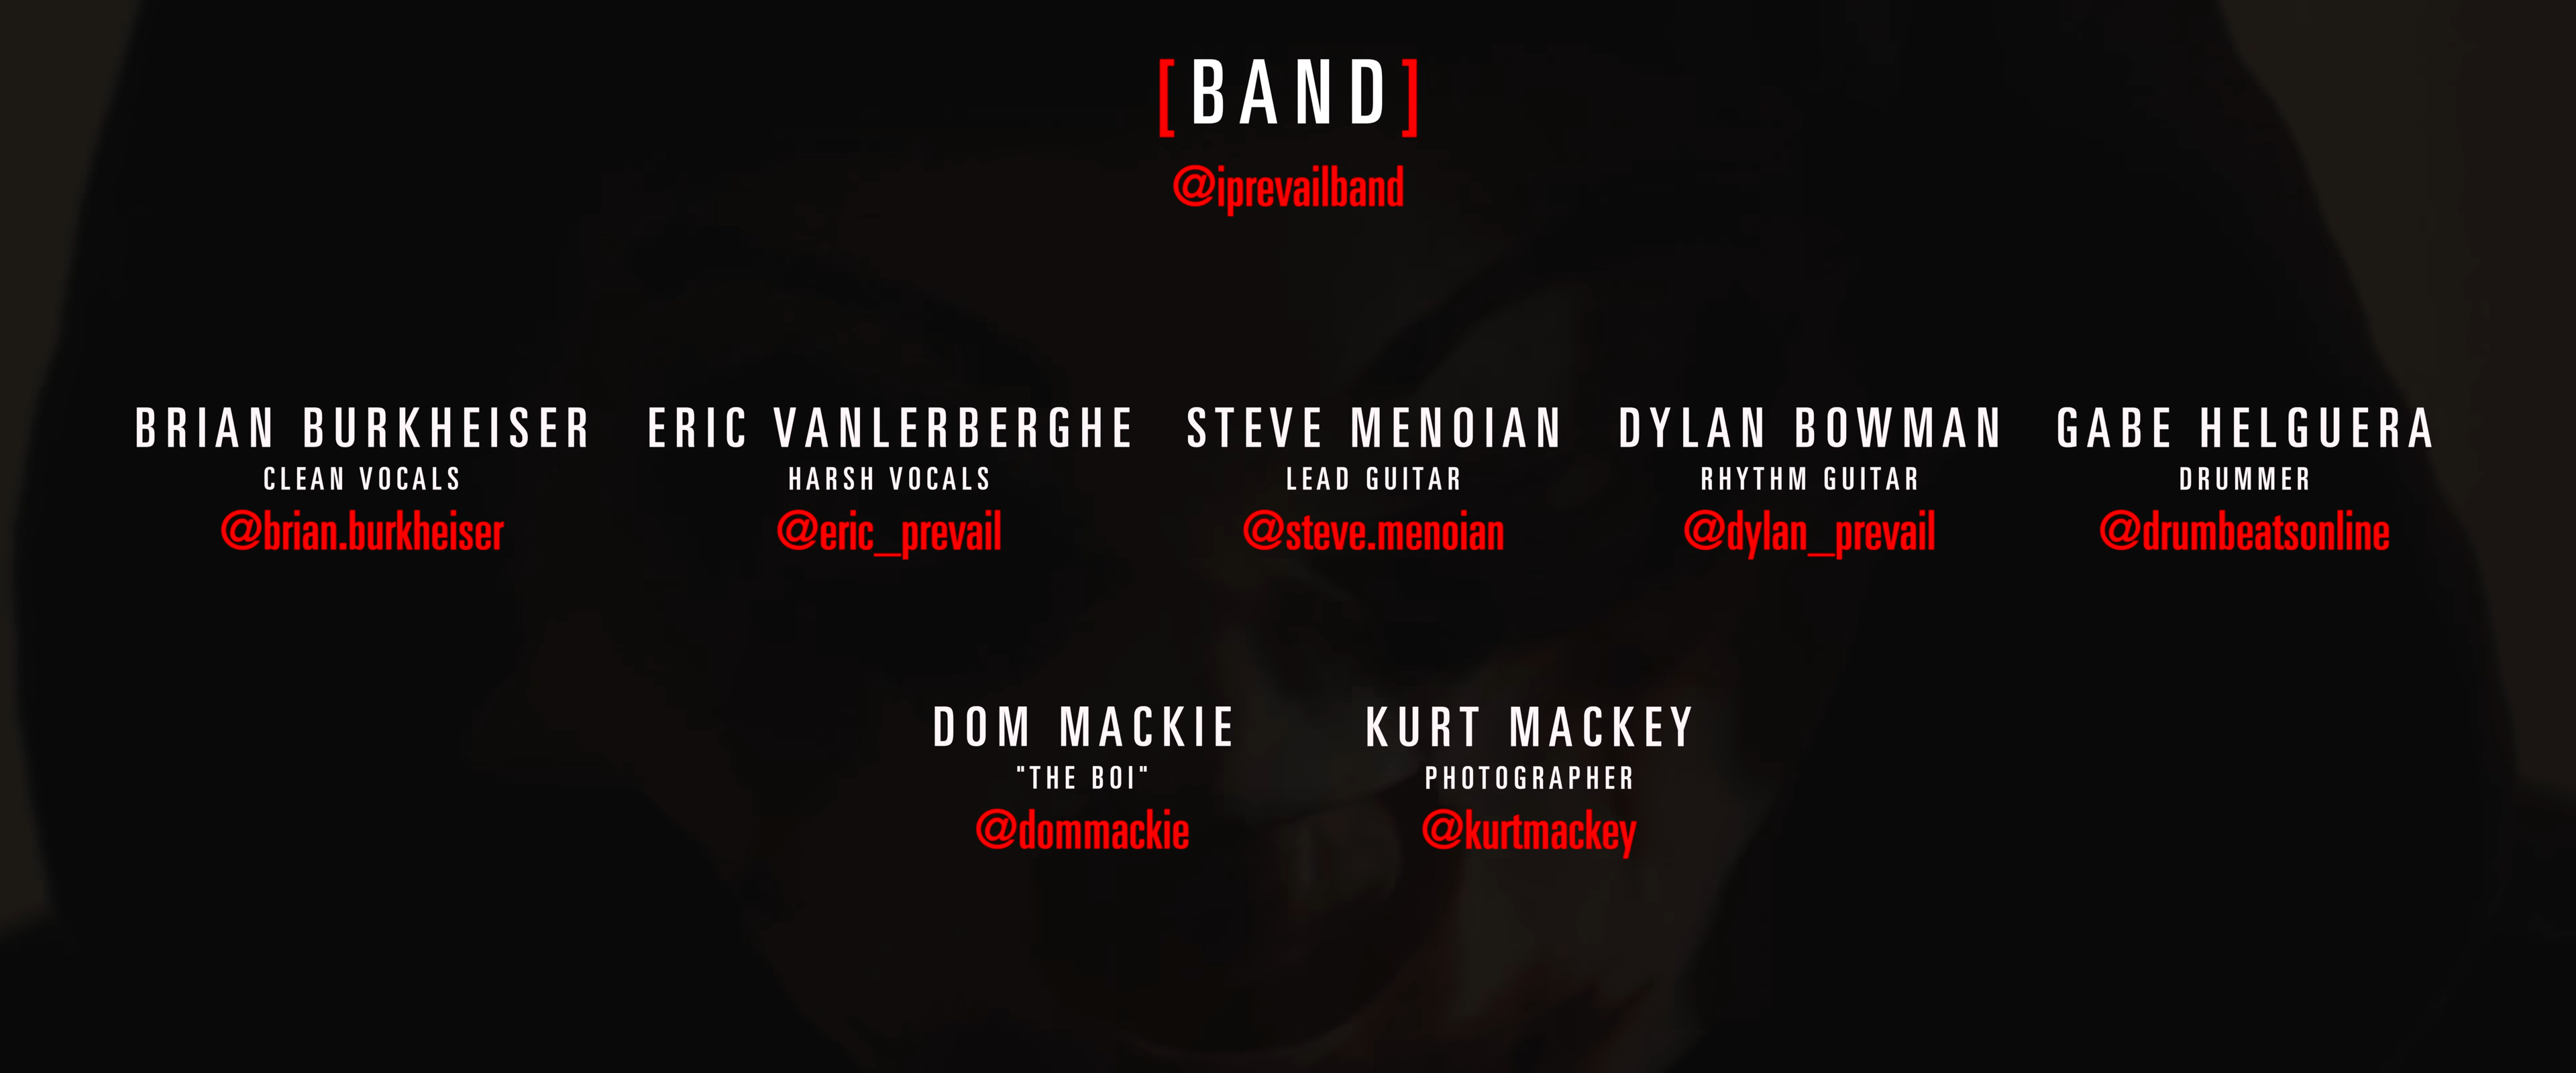 [BAND]
@iprevailband
BRIAN BURKHEISER
CLEAN VOCALS
@brian.burkheiser
ERIC VANLERBERGHE
HARSH VOCALS
@eric_prevail
STEVE MENOIAN
LEAD GUITAR
@steve.menoian
DYLAN BOWMAN
RHYTHM GUITAR
@dylan_prevail
GABE HELGUERA
DRUMMER
@drumbeatsonline
DOM MACKIE
"THE BOI"
@dommackie
KURT MACKEY
PHOTOGRAPHER
@kurtmackey